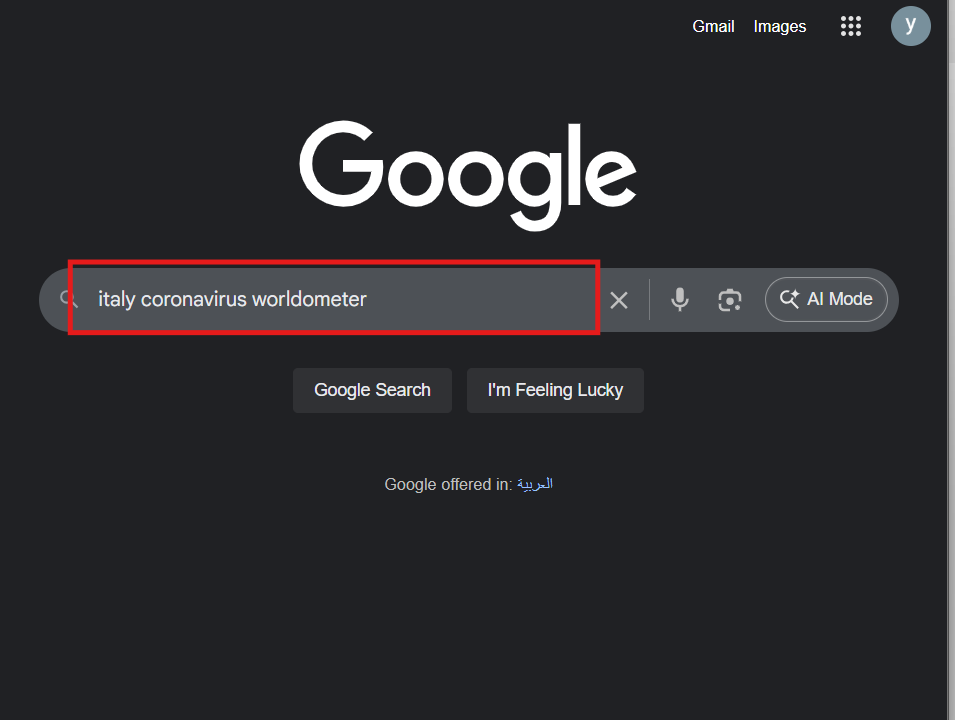 Gmail Images
y
Google
italy coronavirus worldometer
AI Mode
Google Search
I'm Feeling Lucky
Google offered in: العربية